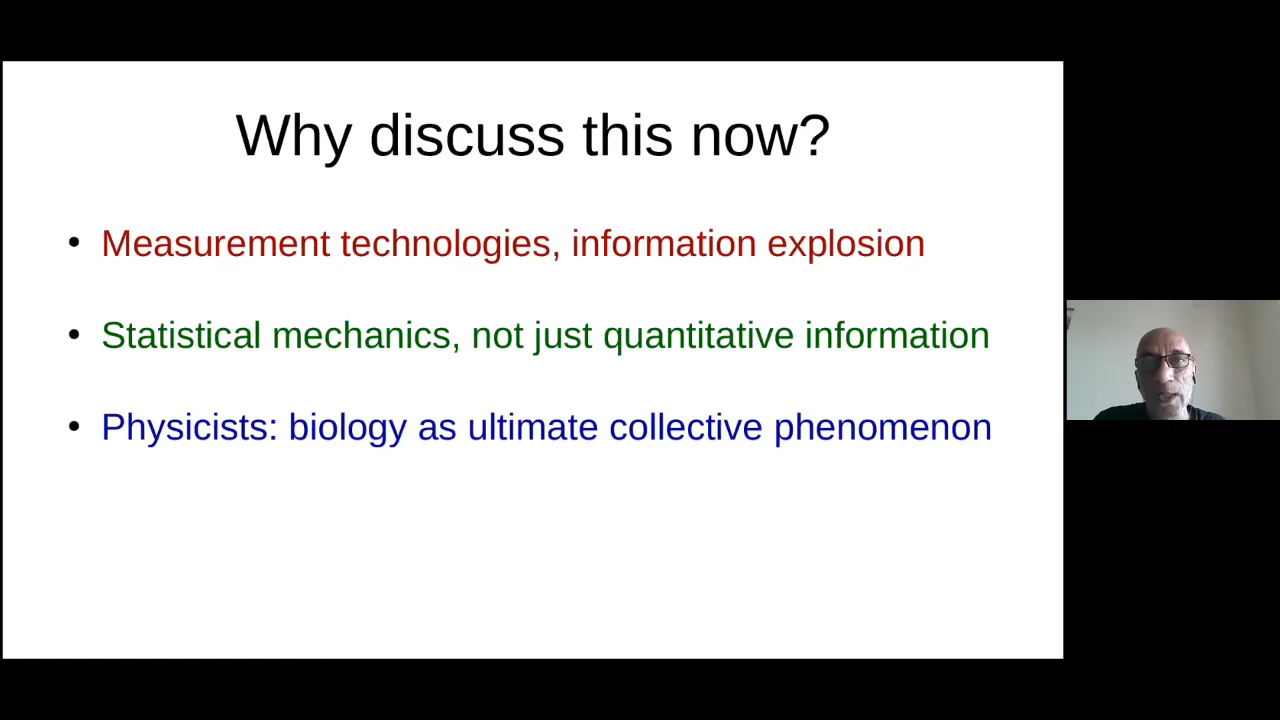 Why discuss this now?
• Measurement technologies, information explosion
• Statistical mechanics, not just quantitative information
• Physicists: biology as ultimate collective phenomenon